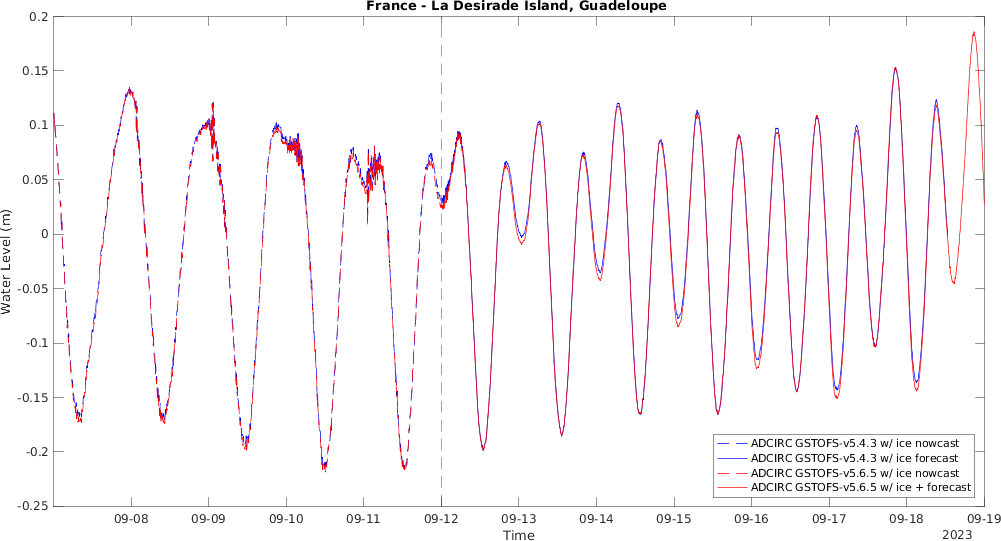 France - La Desirade Island, Guadeloupe
0.2
0.15
0.1
0.05
0
-0.05
-0.1
-0.15
-0.2
-0.25
Water Level (m)
ADCIRC GSTOFS-v5.4.3 w/ ice nowcast
ADCIRC GSTOFS-v5.4.3 w/ ice forecast
ADCIRC GSTOFS-v5.6.5 w/ ice nowcast
ADCIRC GSTOFS-v5.6.5 w/ ice + forecast
09-08 09-09 09-10 09-11 09-12 09-13 09-14 09-15 09-16 09-17 09-18 09-19
Time
2023